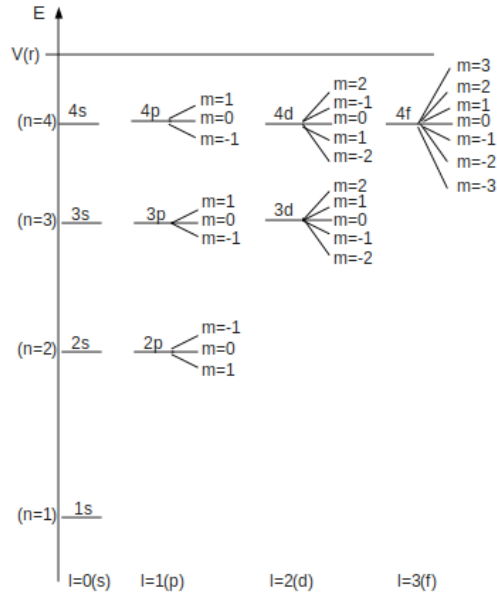 E
V(r)
(n=4) 4s 4p m=1 m=0 m=-1 4d m=2 m=-1 m=0 m=1 m=-2 4f m=3 m=2 m=1 m=0 m=-1 m=-2 m=-3
(n=3) 3s 3p m=1 m=0 m=-1 3d m=2 m=1 m=0 m=-1 m=-2
(n=2) 2s 2p m=-1 m=0 m=1
(n=1) 1s
l=0(s) l=1(p) l=2(d) l=3(f)